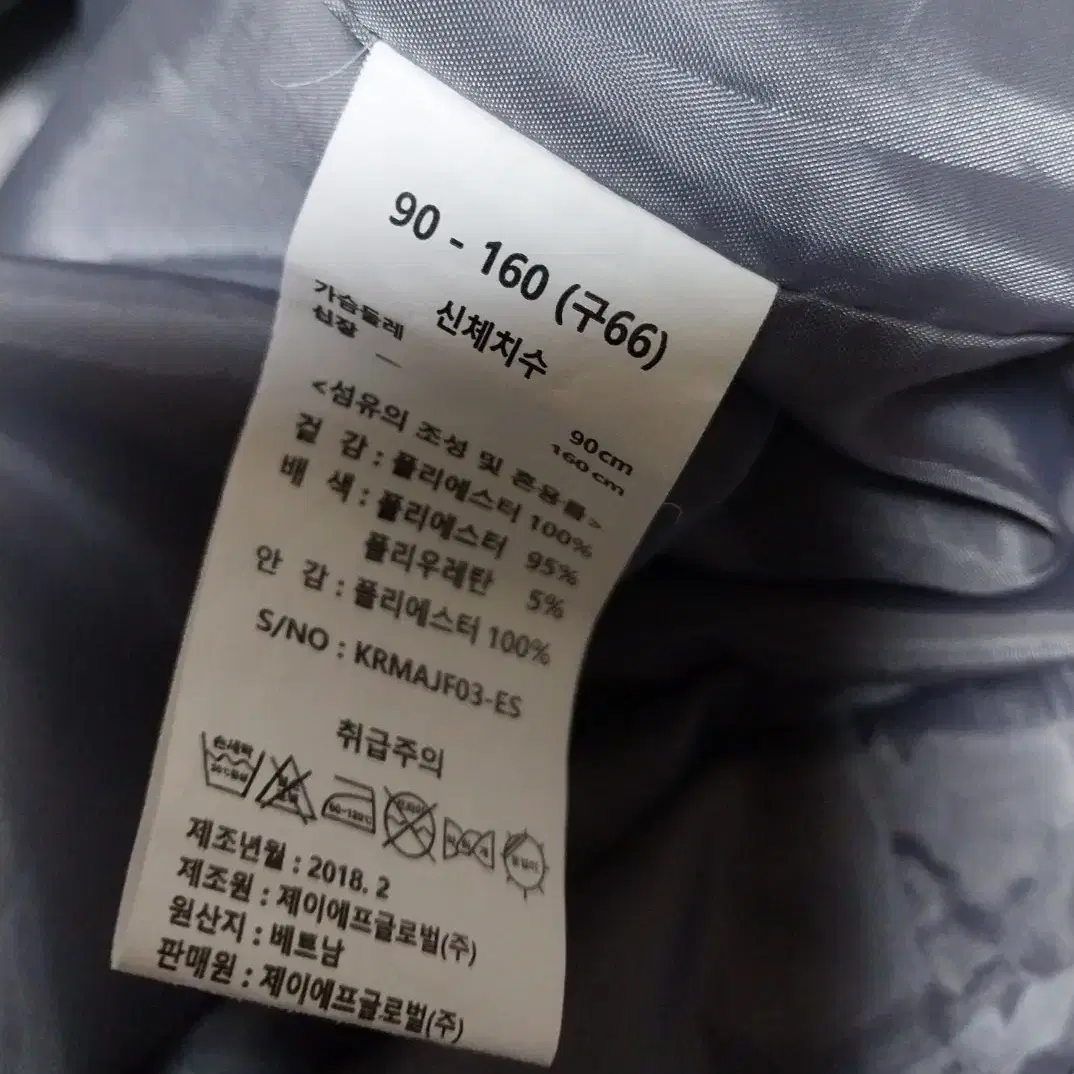 90 - 160 (구66)
신체치수
가슴둘레 90cm
신장 160cm
<섬유의 조성 및 혼용률>
겉 감 : 폴리에스터 100%
배 색 : 폴리에스터 95%
폴리우레탄 5%
안 감 : 폴리에스터 100%
S/NO : KRMAJF03-ES
취급주의
손세탁
80~120℃
제조년월 : 2018. 2
제조원 : 제이에프글로벌(주)
원산지 : 베트남
판매원 : 제이에프글로벌(주)